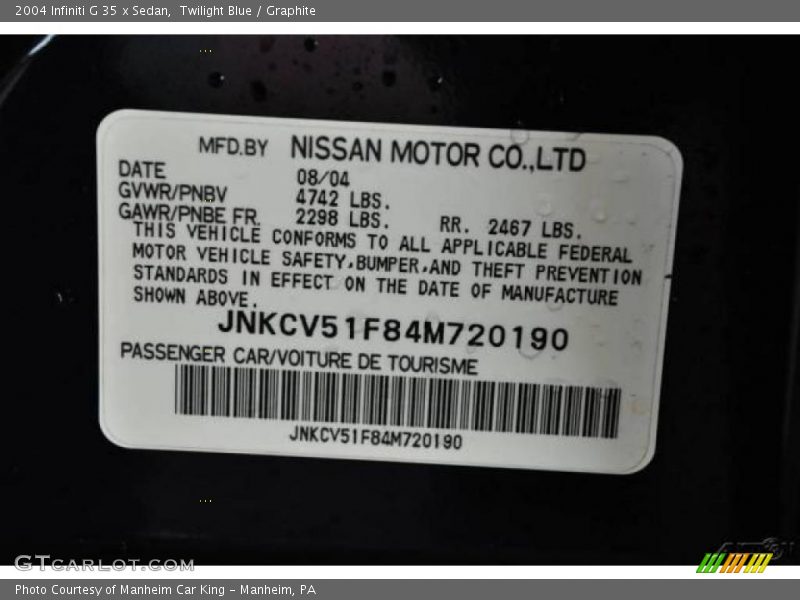 2004 Infiniti G 35 x Sedan,  Twilight Blue / Graphite
MFD.BY NISSAN MOTOR CO.,LTD
DATE 08/04
GVWR/PNBV 4742 LBS.
GAWR/PNBE FR. 2298 LBS. RR. 2467 LBS.
THIS VEHICLE CONFORMS TO ALL APPLICABLE FEDERAL
MOTOR VEHICLE SAFETY,BUMPER,AND THEFT PREVENTION
STANDARDS IN EFFECT ON THE DATE OF MANUFACTURE
SHOWN ABOVE.
JNKCV51F84M720190
PASSENGER CAR/VOITURE DE TOURISME
JNKCV51F84M720190
GTcarlot.com
Photo Courtesy of Manheim Car King - Manheim, PA